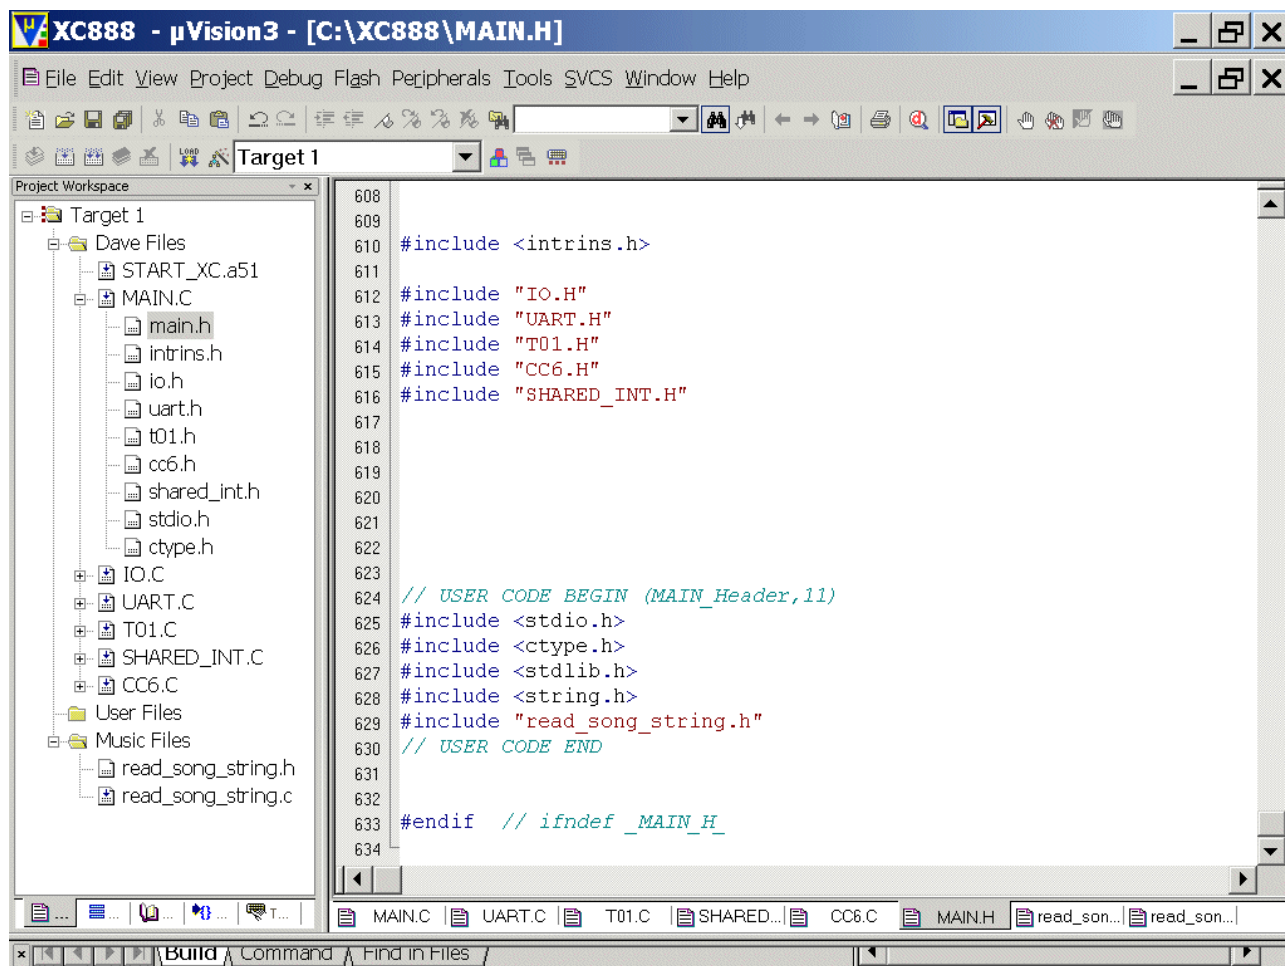 XC888 - µVision3 - [C:\XC888\MAIN.H]
File Edit View Project Debug Flash Peripherals Tools SVCS Window Help
LOAD Target 1
Project Workspace
Target 1
Dave Files
START_XC.a51
MAIN.C
main.h
intrins.h
io.h
uart.h
t01.h
cc6.h
shared_int.h
stdio.h
ctype.h
IO.C
UART.C
T01.C
SHARED_INT.C
CC6.C
User Files
Music Files
read_song_string.h
read_song_string.c
608
609
610 #include <intrins.h>
611
612 #include "IO.H"
613 #include "UART.H"
614 #include "T01.H"
615 #include "CC6.H"
616 #include "SHARED_INT.H"
617
618
619
620
621
622
623
624 // USER CODE BEGIN (MAIN_Header,11)
625 #include <stdio.h>
626 #include <ctype.h>
627 #include <stdlib.h>
628 #include <string.h>
629 #include "read_song_string.h"
630 // USER CODE END
631
632
633 #endif // ifndef _MAIN_H_
634
... ... ... {} ... T...
MAIN.C UART.C T01.C SHARED... CC6.C MAIN.H read_son... read_son...
Build Command Find in Files